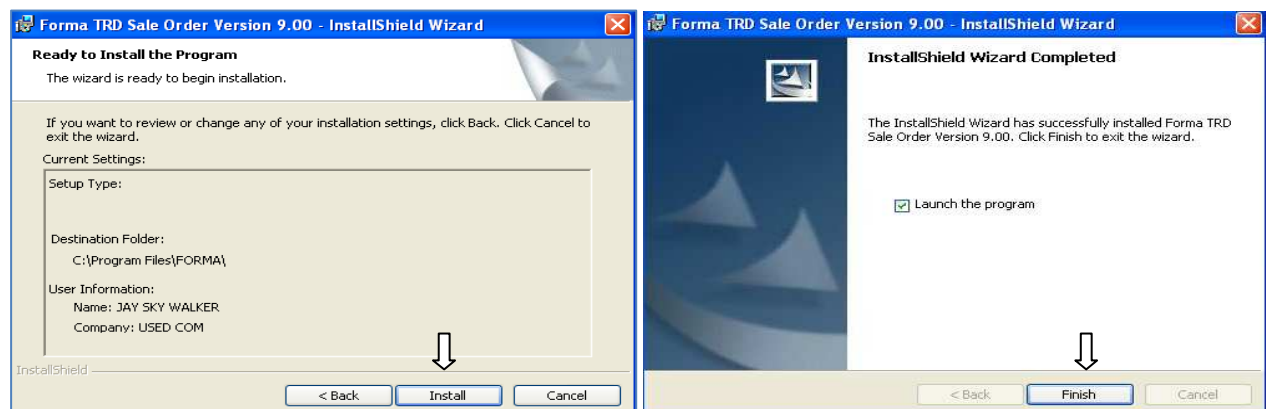 Forma TRD Sale Order Version 9.00 - InstallShield Wizard
Ready to Install the Program
The wizard is ready to begin installation.
If you want to review or change any of your installation settings, click Back. Click Cancel to
exit the wizard.
Current Settings:
Setup Type:
Destination Folder:
C:\Program Files\FORMA\
User Information:
Name: JAY SKY WALKER
Company: USED COM
InstallShield
< Back
Install
Cancel
Forma TRD Sale Order Version 9.00 - InstallShield Wizard
InstallShield Wizard Completed
The InstallShield Wizard has successfully installed Forma TRD
Sale Order Version 9.00. Click Finish to exit the wizard.
Launch the program
< Back
Finish
Cancel